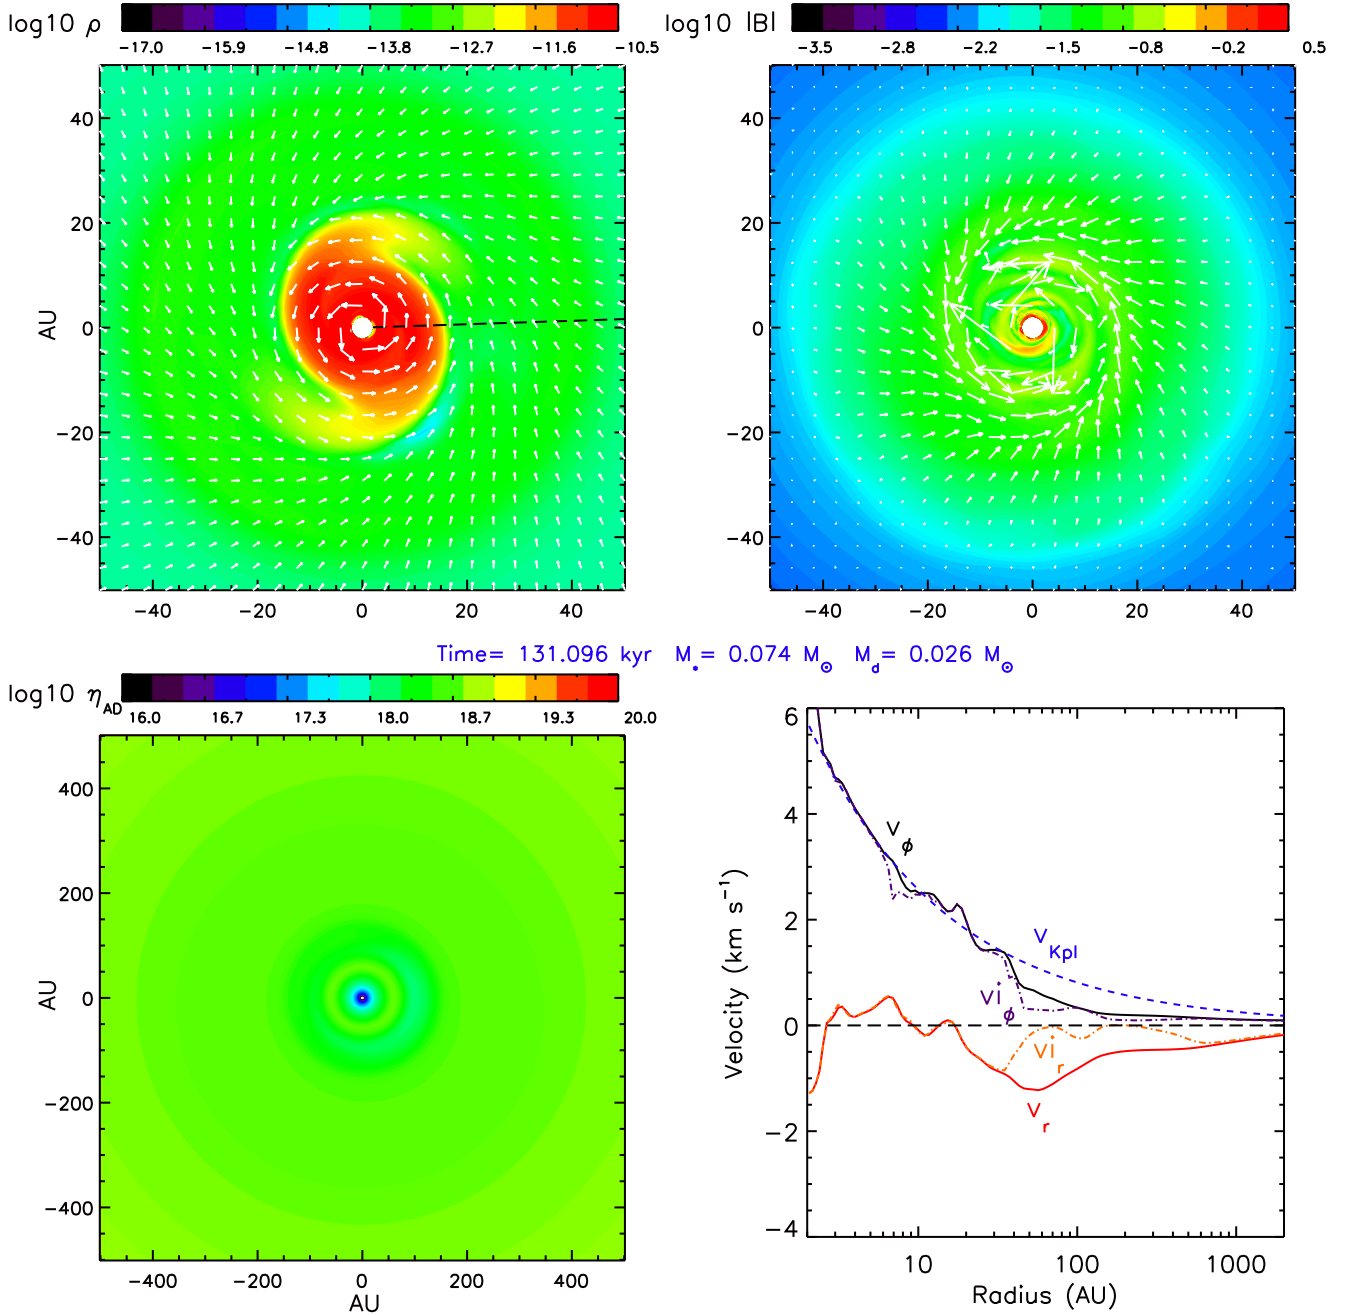 log10 ρ
−17.0 −15.9 −14.8 −13.8 −12.7 −11.6 −10.5
log10 |B|
−3.5 −2.8 −2.2 −1.5 −0.8 −0.2 0.5
40
20
0
−20
−40
AU
−40 −20 0 20 40
40
20
0
−20
−40
−40 −20 0 20 40
Time= 131.096 kyr M*= 0.074 M⊙ Md= 0.026 M⊙
log10 ηAD
16.0 16.7 17.3 18.0 18.7 19.3 20.0
400
200
0
−200
−400
AU
−400 −200 0 200 400
AU
6
4
2
0
−2
−4
Velocity (km s−1)
Vϕ
VKpl
Viϕ
Vir
Vr
10 100 1000
Radius (AU)